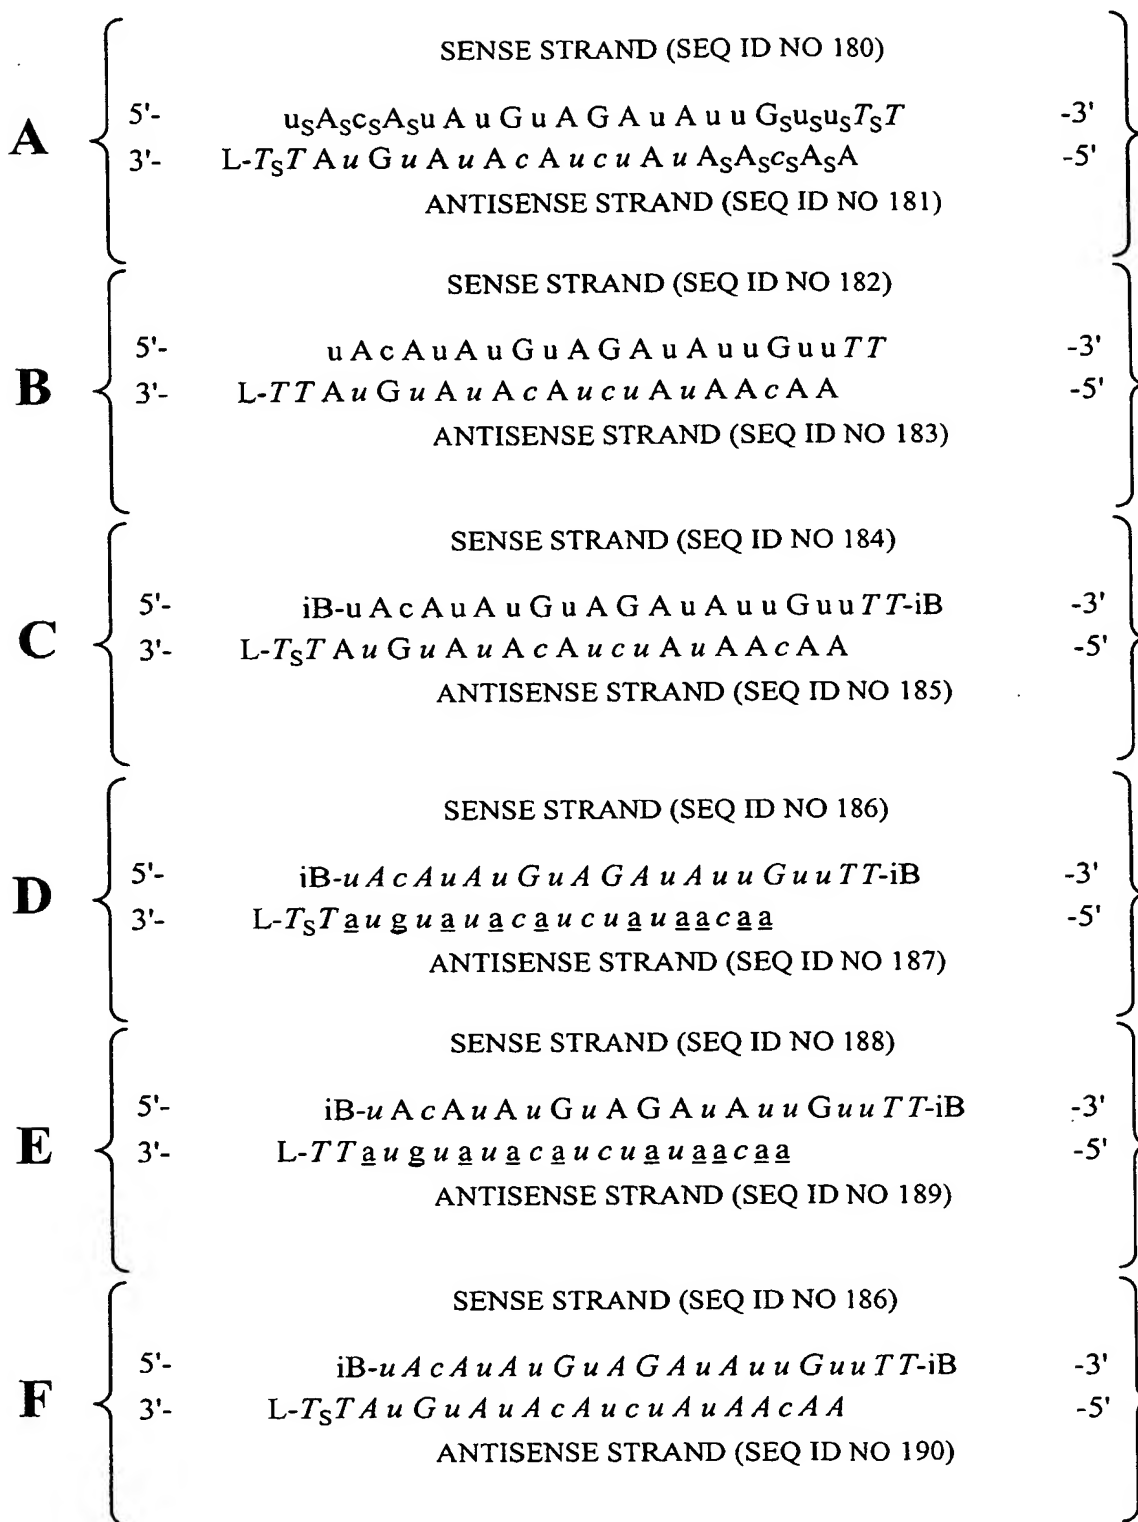 SENSE STRAND (SEQ ID NO 180)
A
5'- uSAScSASu A u G u A G A u A u u GSuSuSTST -3'
3'- L-TST A u G u A u A c A u c u A u ASAScSASA -5'
ANTISENSE STRAND (SEQ ID NO 181)
SENSE STRAND (SEQ ID NO 182)
B
5'- u A c A u A u G u A G A u A u u G u u T T -3'
3'- L-T T A u G u A u A c A u c u A u A A c A A -5'
ANTISENSE STRAND (SEQ ID NO 183)
SENSE STRAND (SEQ ID NO 184)
C
5'- iB-u A c A u A u G u A G A u A u u G u u T T-iB -3'
3'- L-TST A u G u A u A c A u c u A u A A c A A -5'
ANTISENSE STRAND (SEQ ID NO 185)
SENSE STRAND (SEQ ID NO 186)
D
5'- iB-u A c A u A u G u A G A u A u u G u u T T-iB -3'
3'- L-TST a u g u a u a c a u c u a u a a c a a -5'
ANTISENSE STRAND (SEQ ID NO 187)
SENSE STRAND (SEQ ID NO 188)
E
5'- iB-u A c A u A u G u A G A u A u u G u u T T-iB -3'
3'- L-T T a u g u a u a c a u c u a u a a c a a -5'
ANTISENSE STRAND (SEQ ID NO 189)
SENSE STRAND (SEQ ID NO 186)
F
5'- iB-u A c A u A u G u A G A u A u u G u u T T-iB -3'
3'- L-TST A u G u A u A c A u c u A u A A c A A -5'
ANTISENSE STRAND (SEQ ID NO 190)